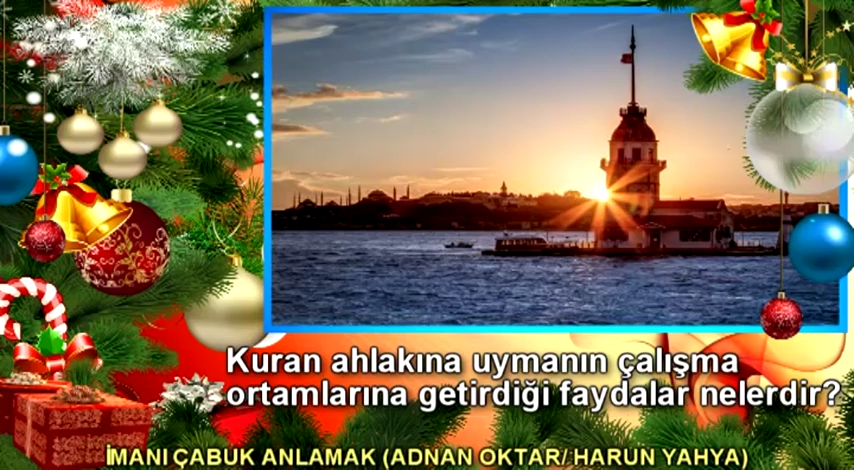 Kuran ahlakına uymanın çalışma
ortamlarına getirdiği faydalar nelerdir?
İMANI ÇABUK ANLAMAK (ADNAN OKTAR/ HARUN YAHYA)